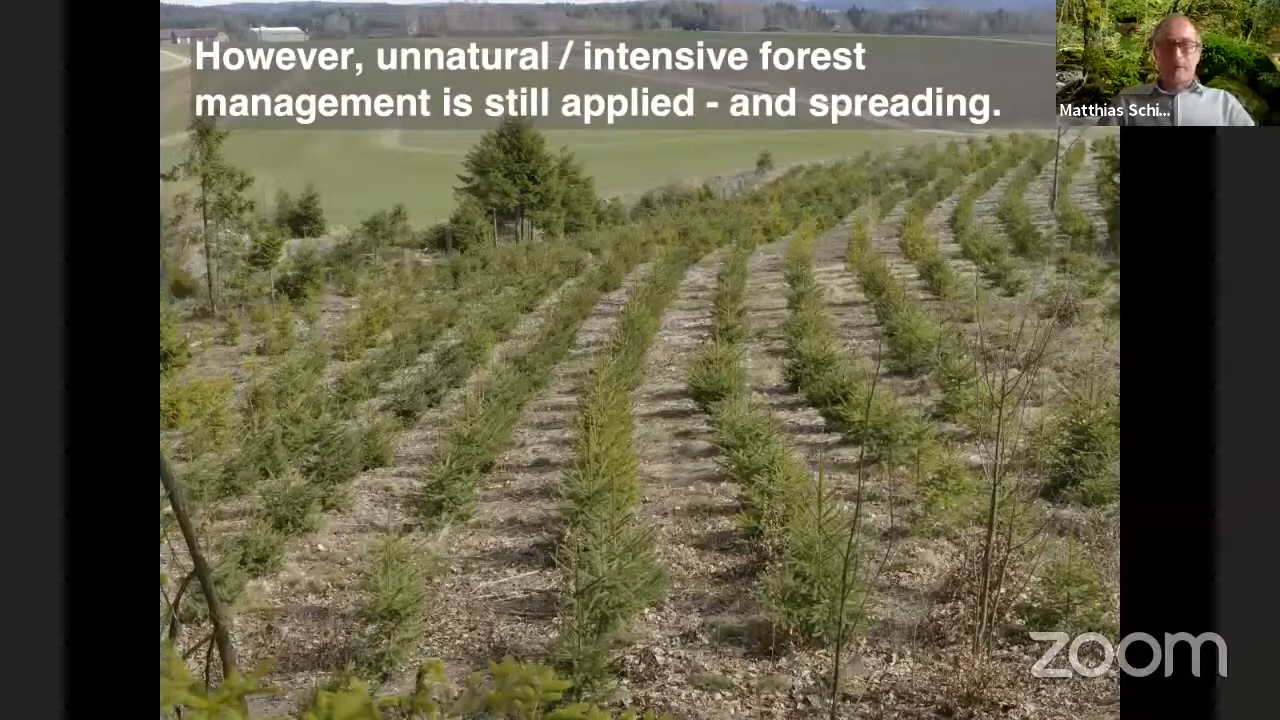 However, unnatural / intensive forest
management is still applied - and spreading.
Matthias Schi...
zoom